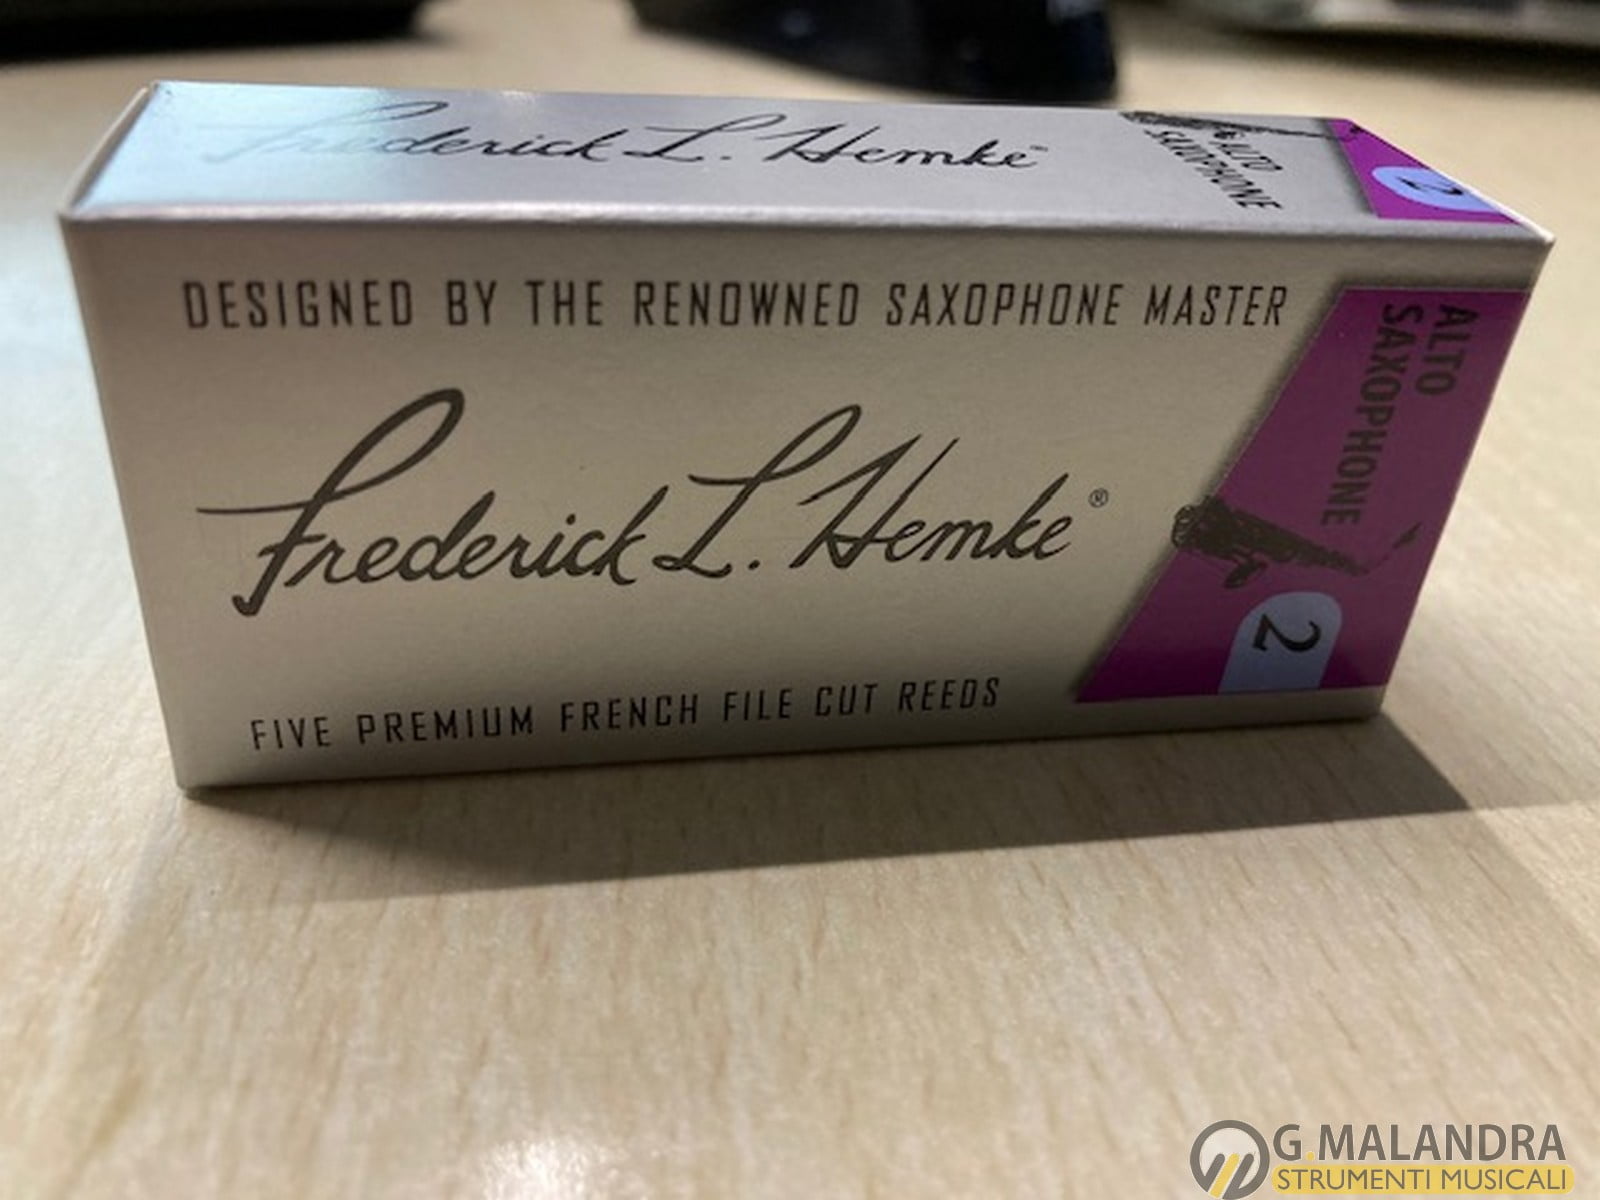 Frederick L. Hemke
ALTO
SAXOPHONE
2
DESIGNED BY THE RENOWNED SAXOPHONE MASTER
Frederick L. Hemke®
FIVE PREMIUM FRENCH FILE CUT REEDS
ALTO
SAXOPHONE
2
G.MALANDRA
STRUMENTI MUSICALI